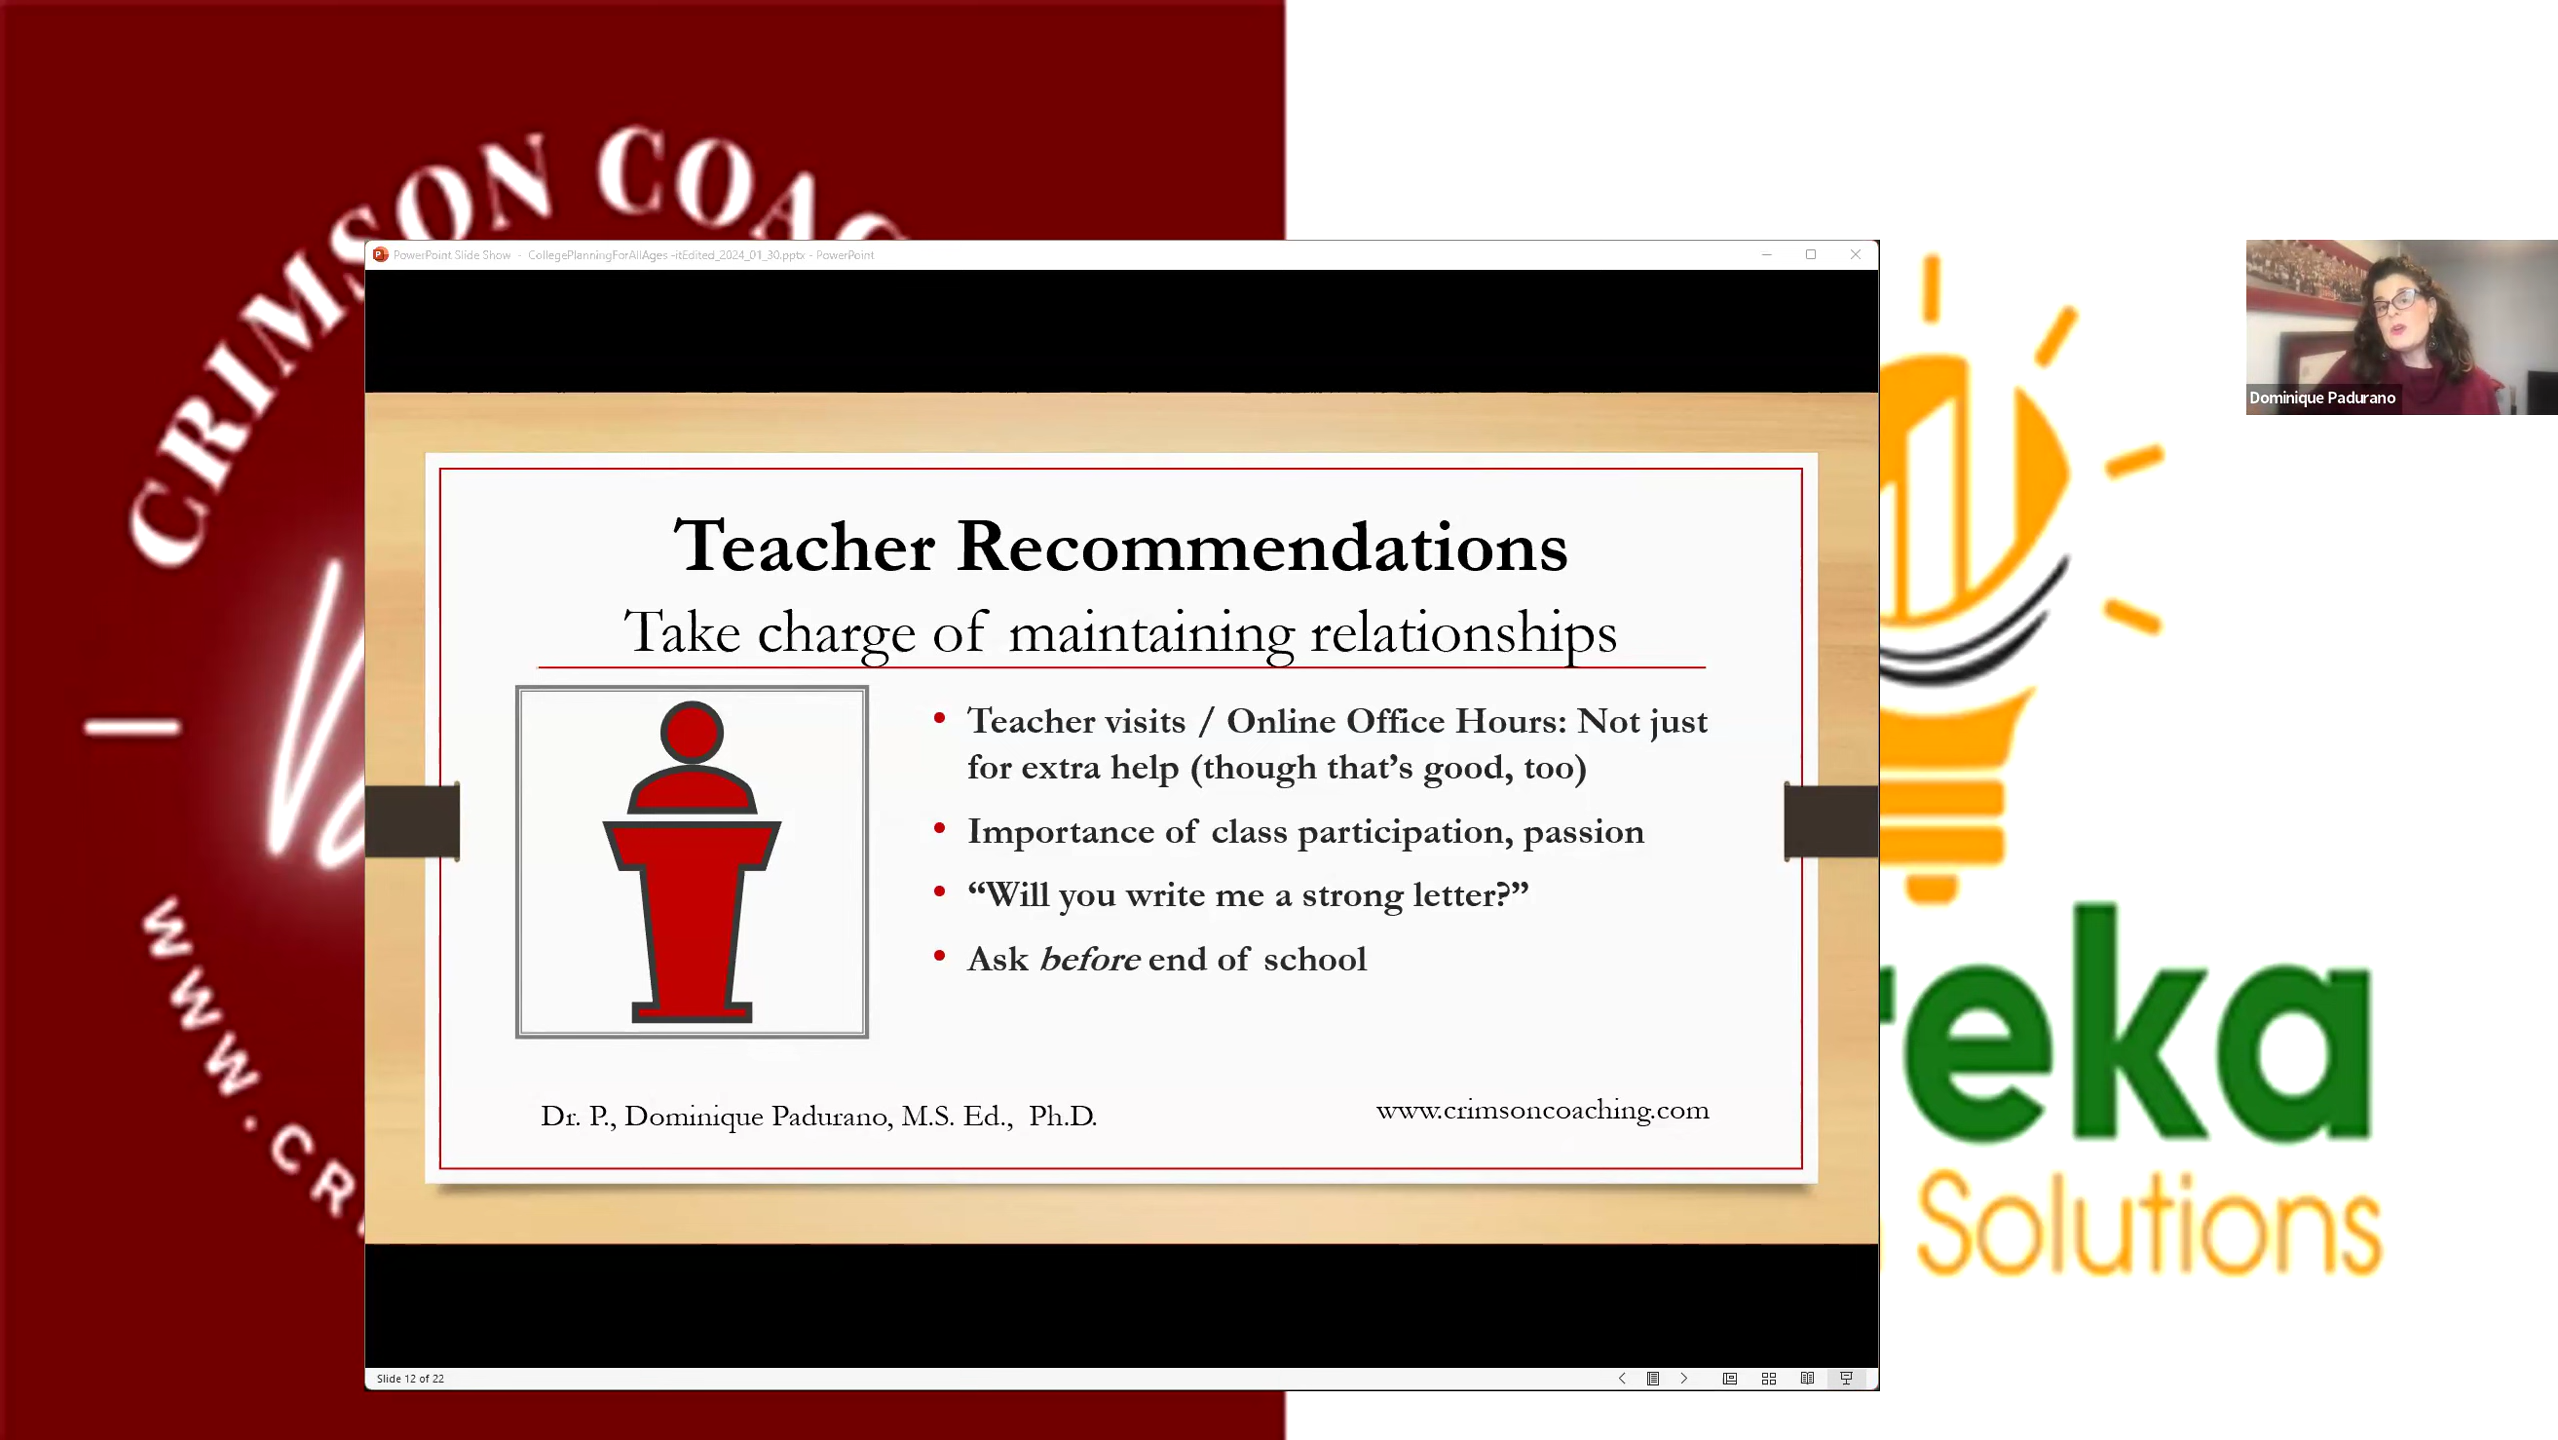 CRIMSON COAC
PowerPoint Slide Show - CollegePlanningForAllAges -itEdited_2024_01_30.pptx - PowerPoint
Dominique Padurano
Teacher Recommendations
Take charge of maintaining relationships
• Teacher visits / Online Office Hours: Not just
for extra help (though that’s good, too)
• Importance of class participation, passion
• “Will you write me a strong letter?”
• Ask before end of school
Dr. P., Dominique Padurano, M.S. Ed., Ph.D.
www.crimsoncoaching.com
www.CR
reka
Solutions
Slide 12 of 22